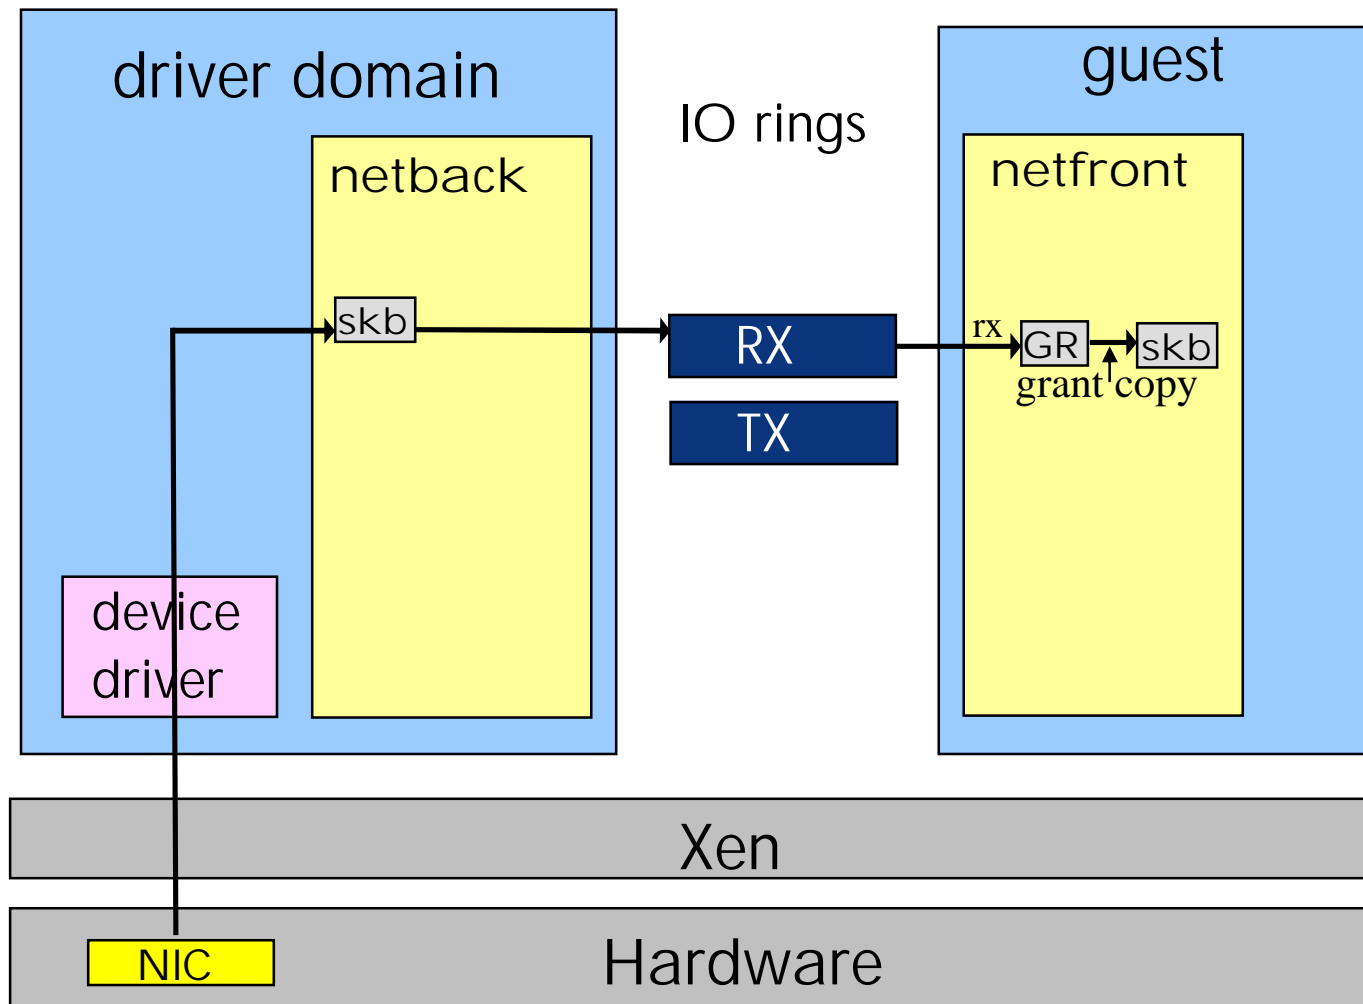 driver domain
guest
IO rings
netback
netfront
skb
RX
rx
GR
skb
grant copy
TX
device
driver
Xen
NIC
Hardware